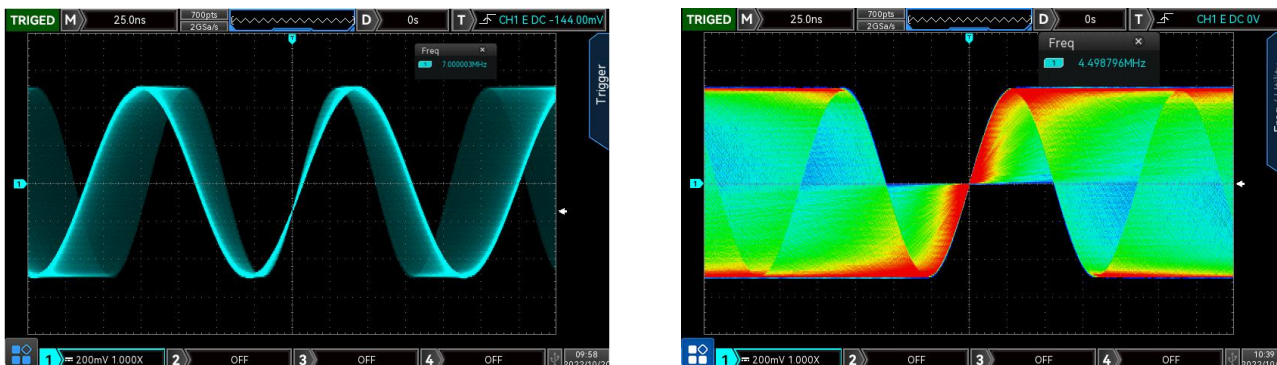 TRIGED M 25.0ns 700pts 2GSa/s D 0s T CH1 E DC -144.00mV
T
Freq ×
1 7.000003MHz
Trigger
1
1 200mV 1.000X 2 OFF 3 OFF 4 OFF 09:58
TRIGED M 25.0ns 700pts 2GSa/s D 0s T CH1 E DC 0V
T
Freq ×
1 4.498796MHz
1
1 200mV 1.000X 2 OFF 3 OFF 4 OFF 10:39